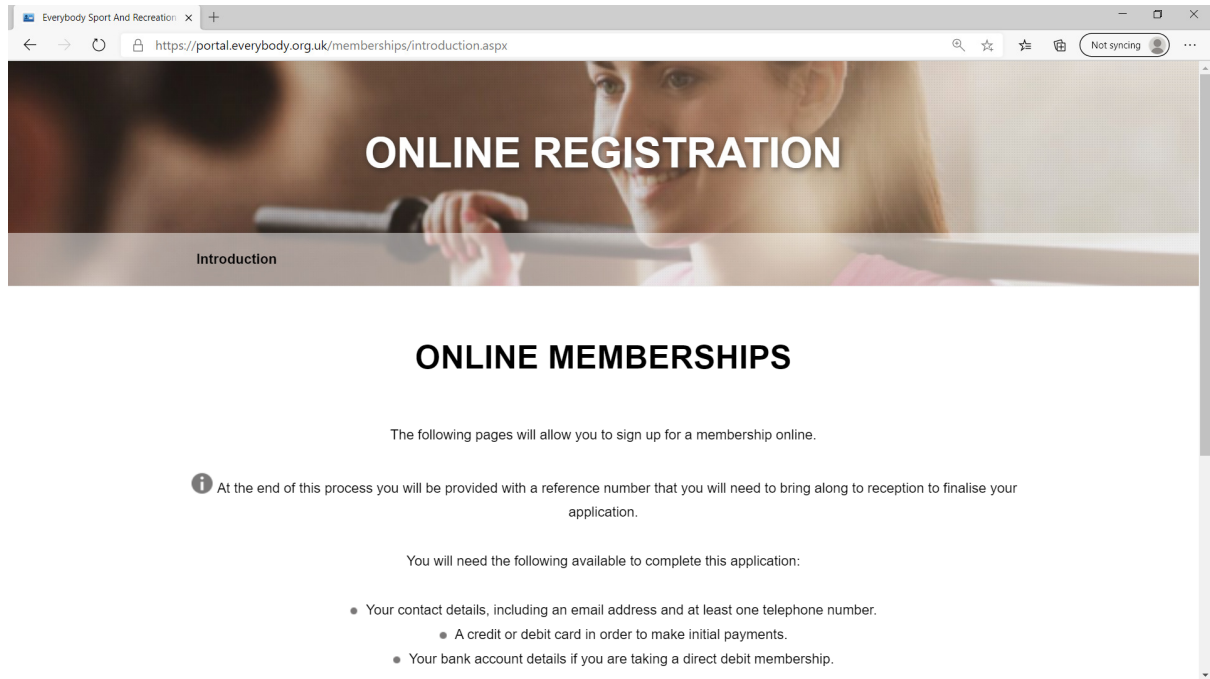 Everybody Sport And Recreation
https://portal.everybody.org.uk/memberships/introduction.aspx
Not syncing
ONLINE REGISTRATION
Introduction
ONLINE MEMBERSHIPS
The following pages will allow you to sign up for a membership online.
At the end of this process you will be provided with a reference number that you will need to bring along to reception to finalise your
application.
You will need the following available to complete this application:
Your contact details, including an email address and at least one telephone number.
A credit or debit card in order to make initial payments.
Your bank account details if you are taking a direct debit membership.